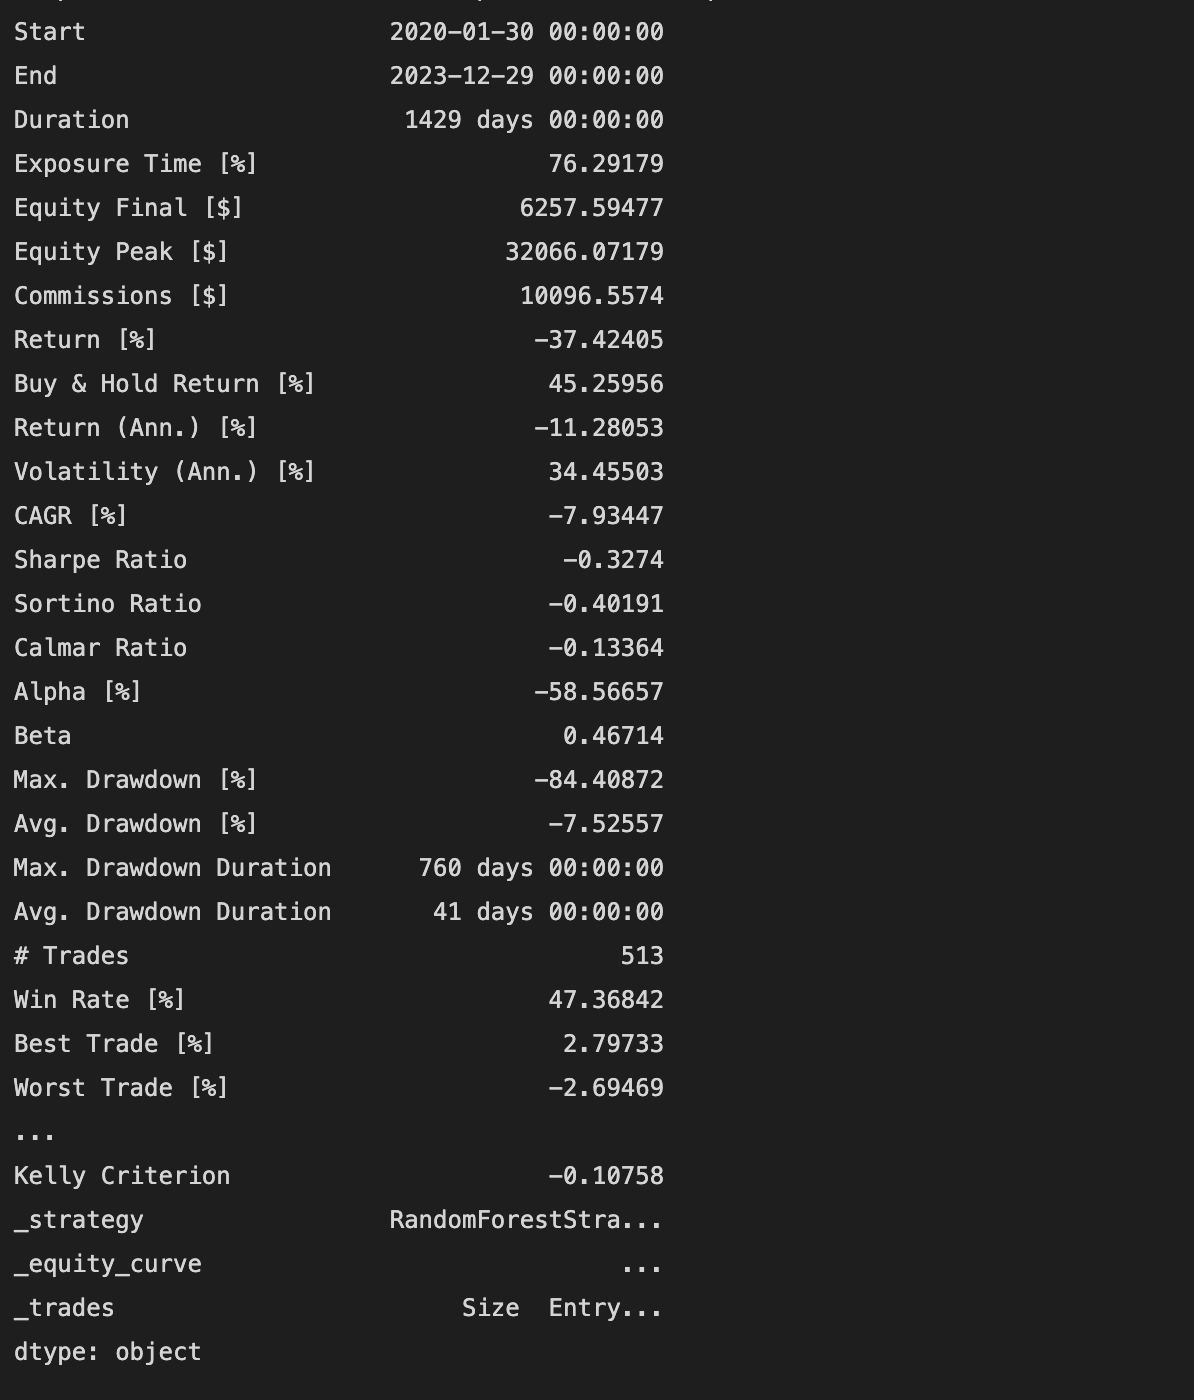 Start 2020-01-30 00:00:00
End 2023-12-29 00:00:00
Duration 1429 days 00:00:00
Exposure Time [%] 76.29179
Equity Final [$] 6257.59477
Equity Peak [$] 32066.07179
Commissions [$] 10096.5574
Return [%] -37.42405
Buy & Hold Return [%] 45.25956
Return (Ann.) [%] -11.28053
Volatility (Ann.) [%] 34.45503
CAGR [%] -7.93447
Sharpe Ratio -0.3274
Sortino Ratio -0.40191
Calmar Ratio -0.13364
Alpha [%] -58.56657
Beta 0.46714
Max. Drawdown [%] -84.40872
Avg. Drawdown [%] -7.52557
Max. Drawdown Duration 760 days 00:00:00
Avg. Drawdown Duration 41 days 00:00:00
# Trades 513
Win Rate [%] 47.36842
Best Trade [%] 2.79733
Worst Trade [%] -2.69469
...
Kelly Criterion -0.10758
_strategy RandomForestStra...
_equity_curve ...
_trades Size Entry...
dtype: object